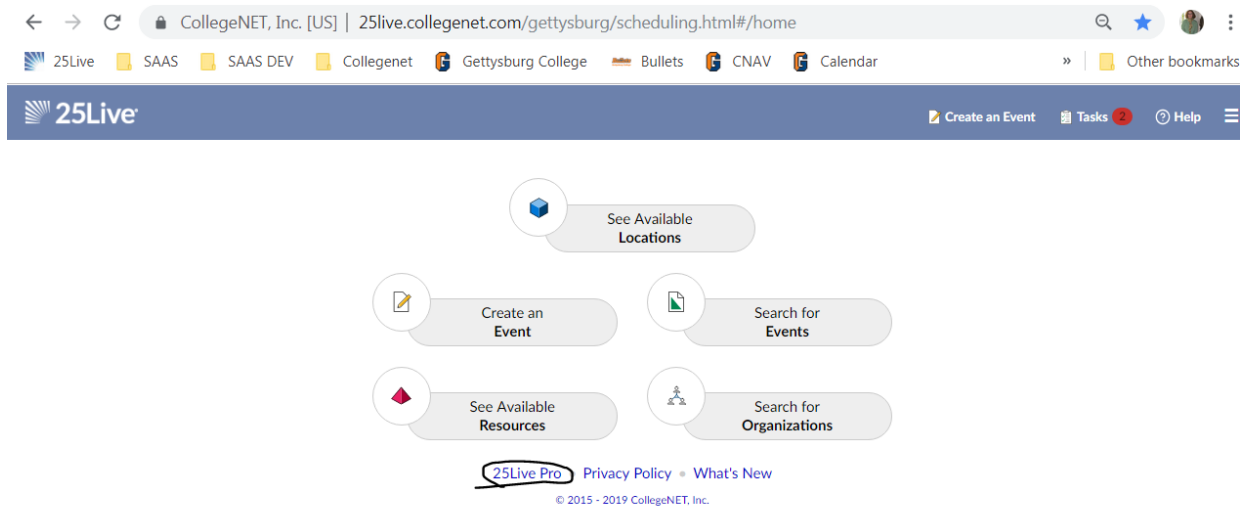 CollegeNET, Inc. [US] | 25live.collegenet.com/gettysburg/scheduling.html#/home
25Live SAAS SAAS DEV Collegenet Gettysburg College Bullets CNAV Calendar » Other bookmarks
25Live Create an Event Tasks 2 Help
See Available
Locations
Create an
Event
Search for
Events
See Available
Resources
Search for
Organizations
25Live Pro Privacy Policy What's New
© 2015 - 2019 CollegeNET, Inc.